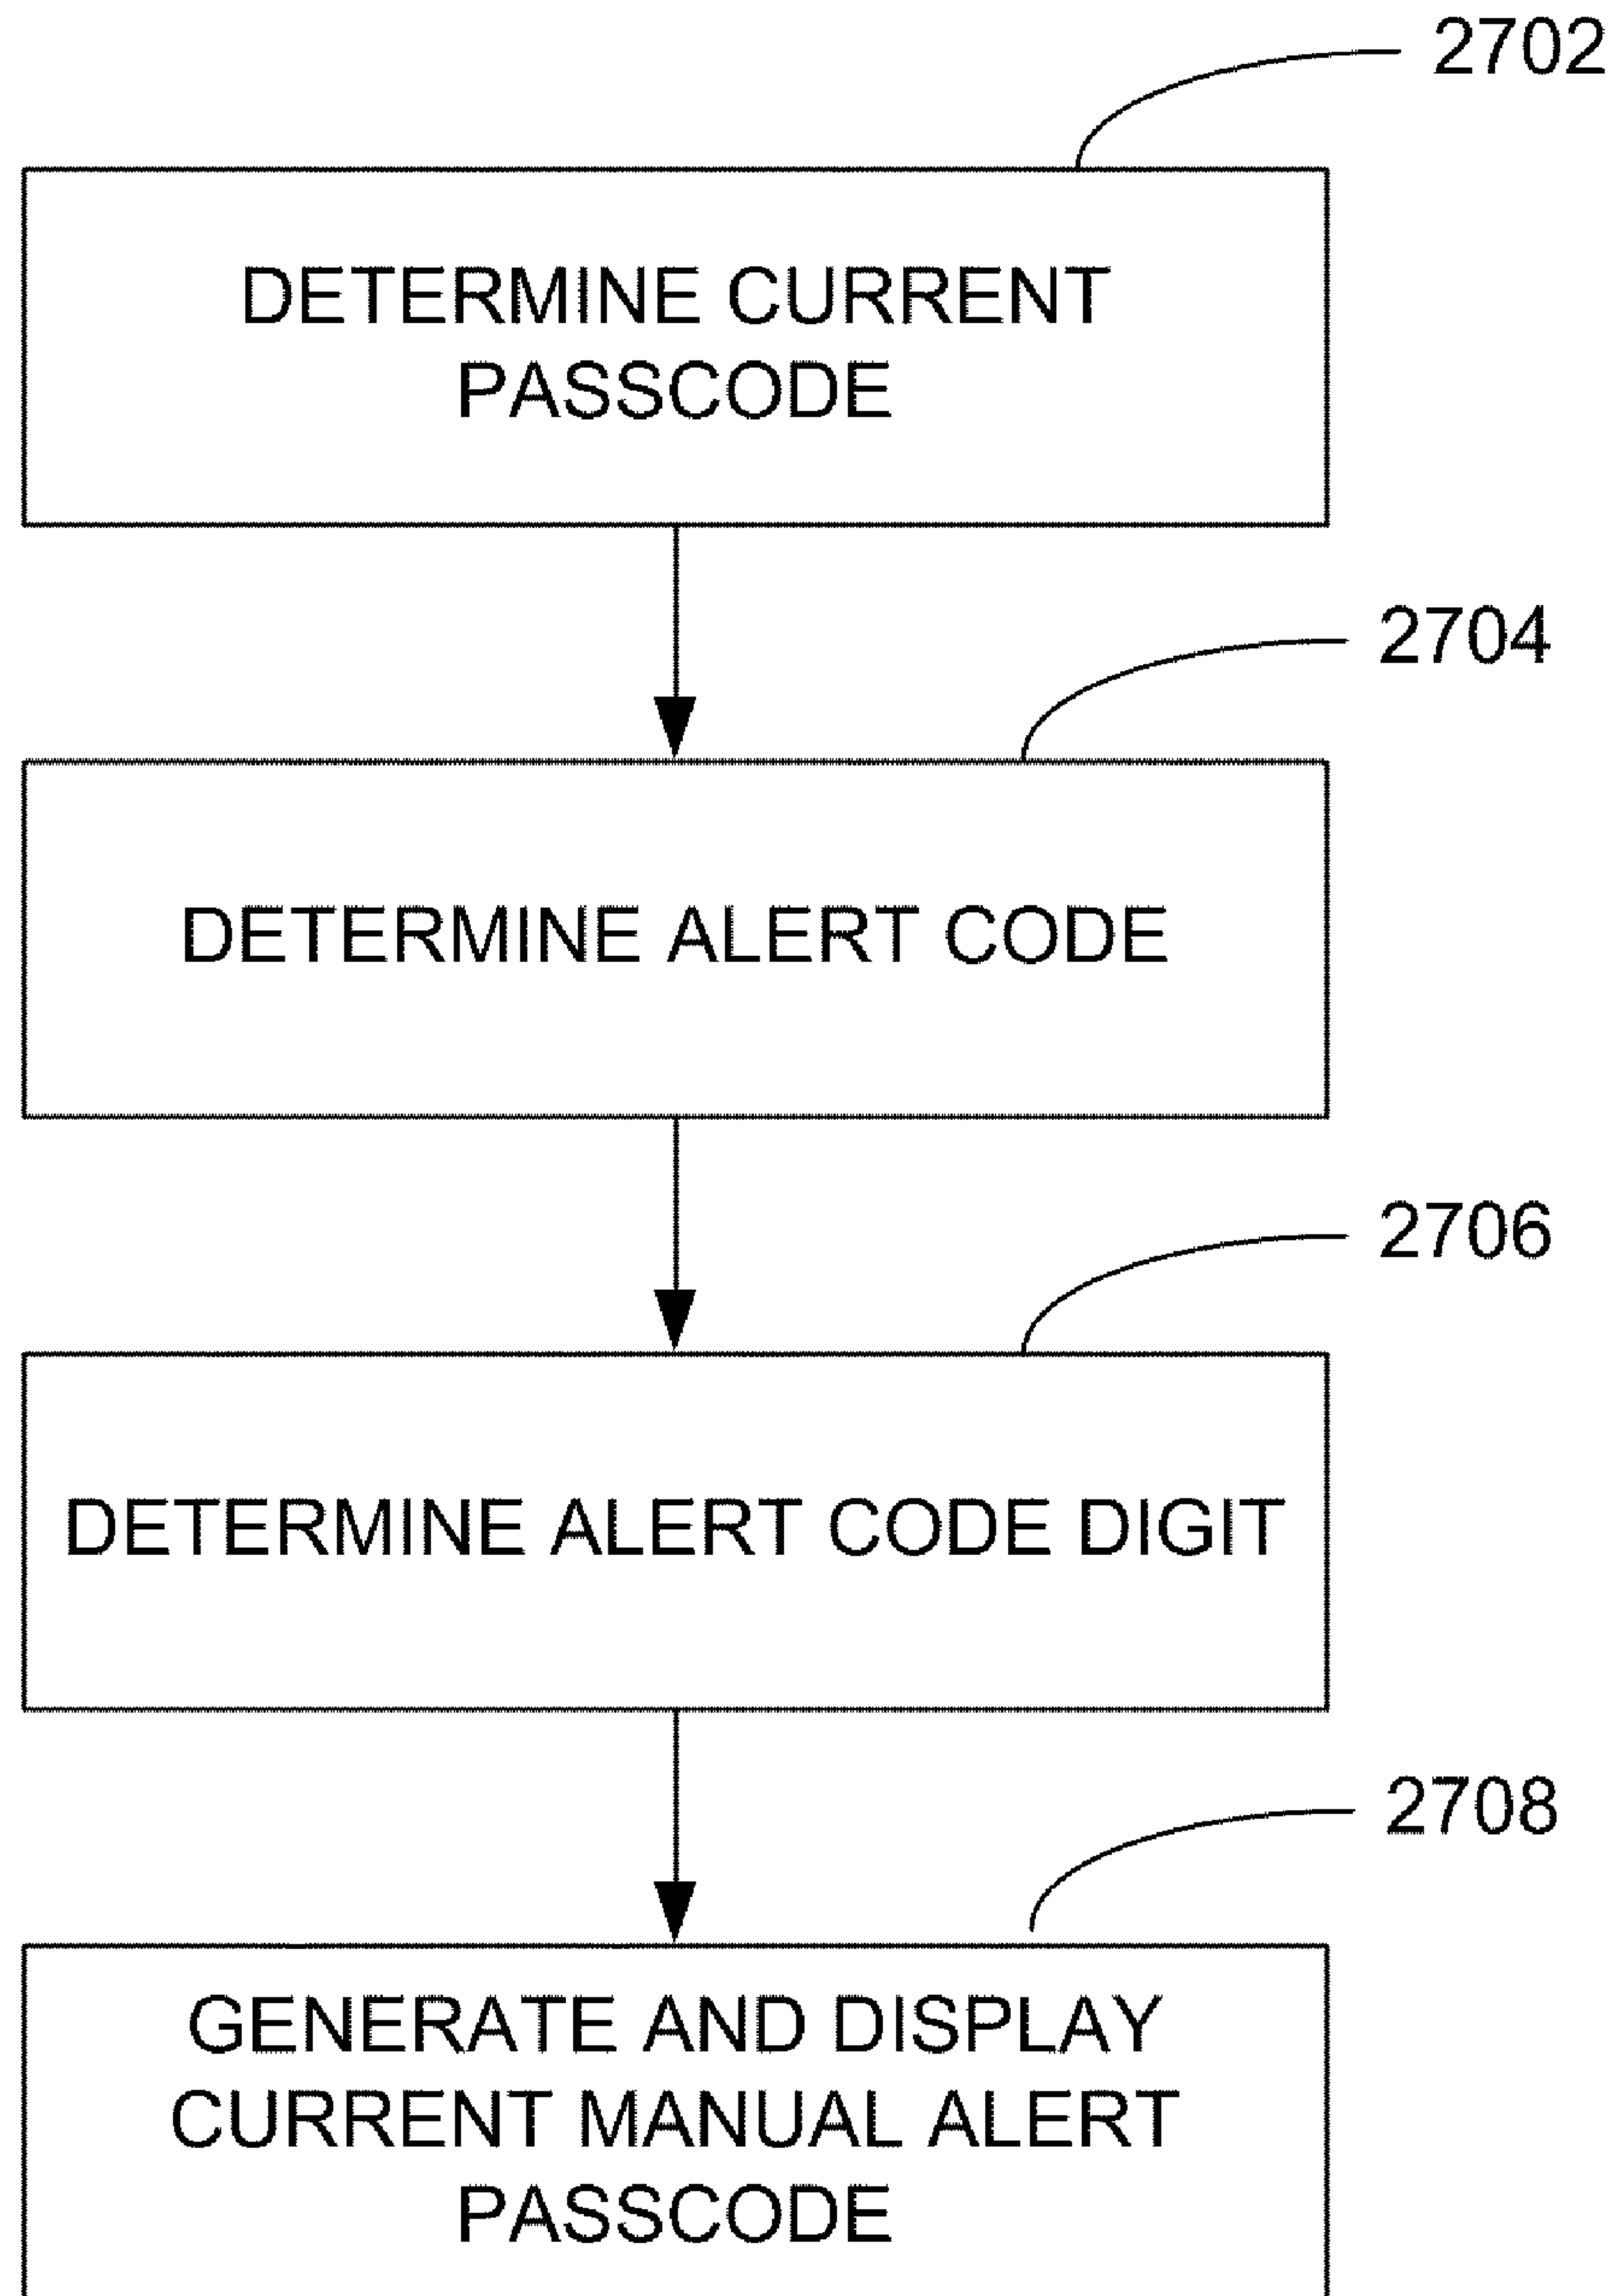 2702
DETERMINE CURRENT
PASSCODE
2704
DETERMINE ALERT CODE
2706
DETERMINE ALERT CODE DIGIT
2708
GENERATE AND DISPLAY
CURRENT MANUAL ALERT
PASSCODE